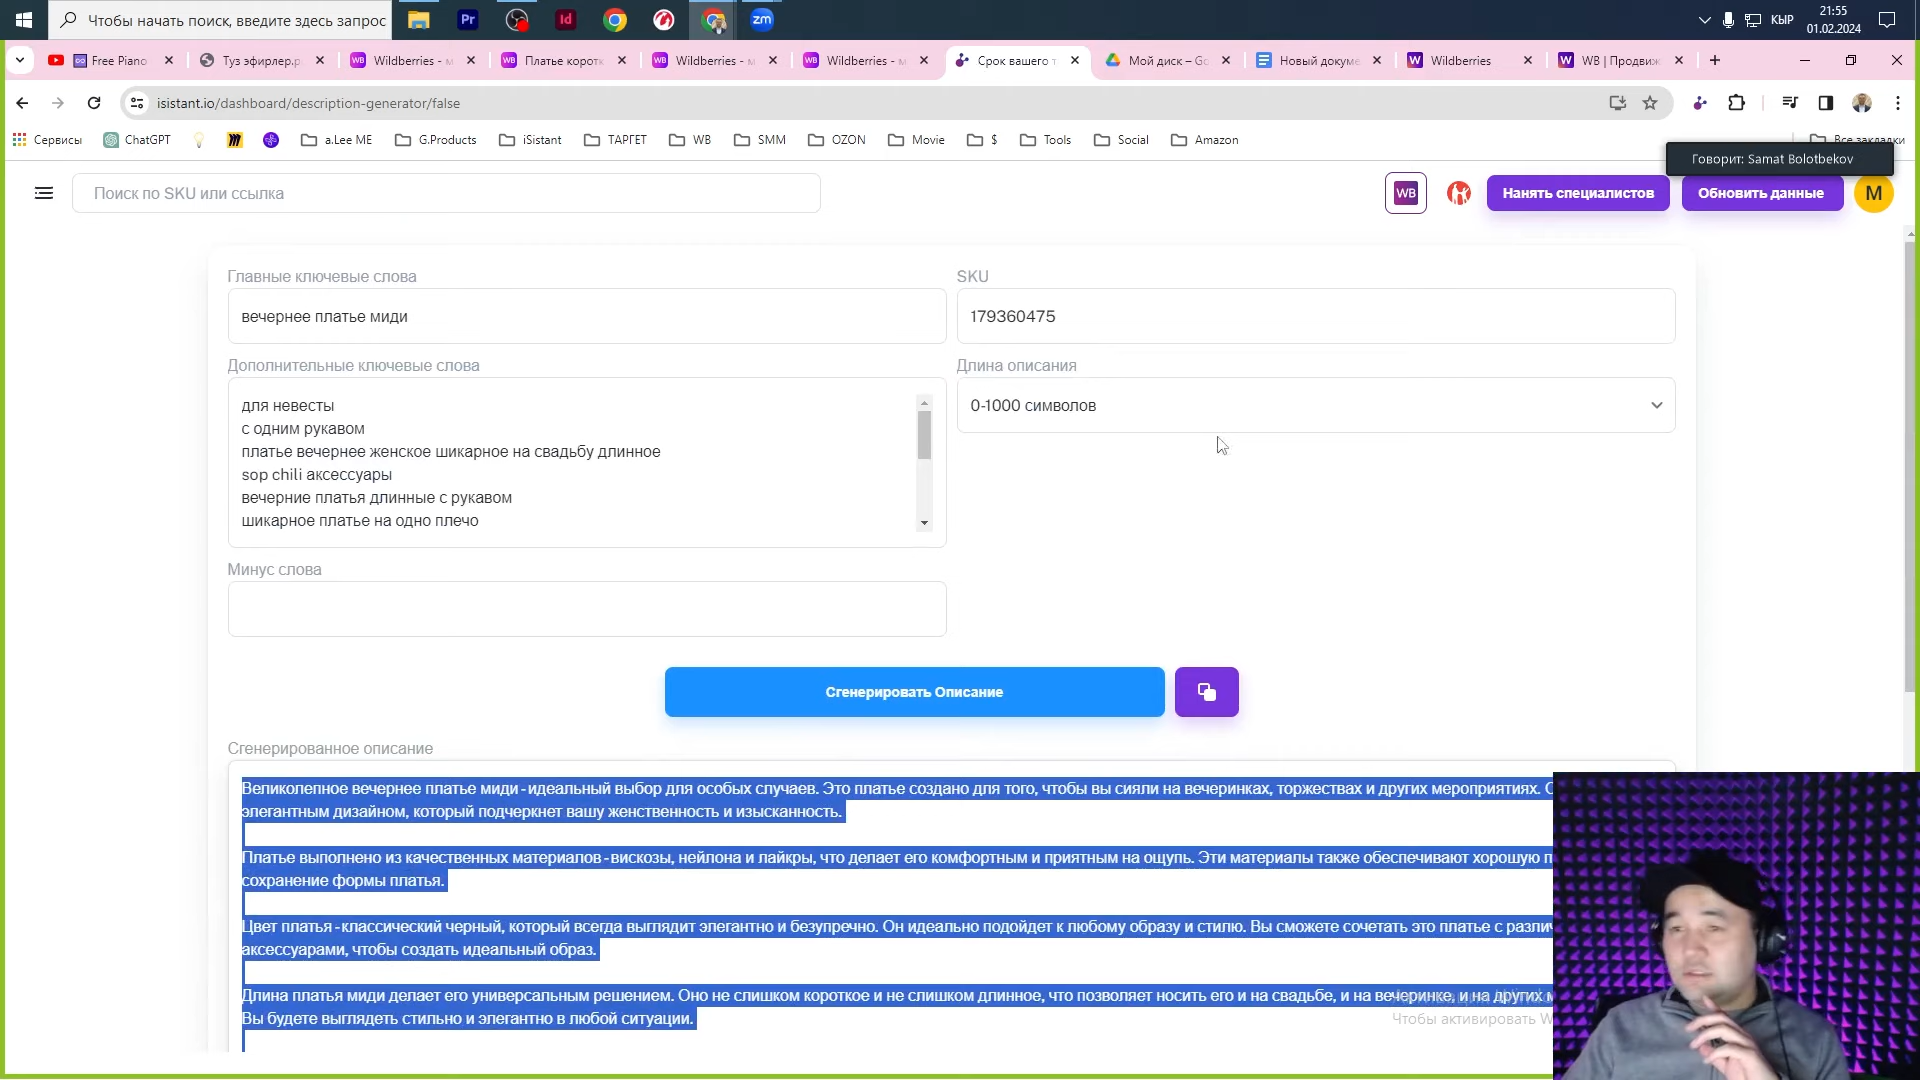 Чтобы начать поиск, введите здесь запрос
Pr
Id
zm
КЫР
21:55
01.02.2024
Free Piano
Туз эфирлер.р
Wildberries - м
Платье коротк
Wildberries - м
Wildberries - м
Срок вашего т
Мой диск – Go
Новый докуме
Wildberries
WB | Продвиж
isistant.io/dashboard/description-generator/false
Сервисы
ChatGPT
a.Lee ME
G.Products
iSistant
ТАРГЕТ
WB
SMM
OZON
Movie
$
Tools
Social
Amazon
Все закладки
Говорит: Samat Bolotbekov
Поиск по SKU или ссылка
WB
Нанять специалистов
Обновить данные
M
Главные ключевые слова
SKU
вечернее платье миди
179360475
Дополнительные ключевые слова
Длина описания
для невесты
с одним рукавом
платье вечернее женское шикарное на свадьбу длинное
sop chili аксессуары
вечерние платья длинные с рукавом
шикарное платье на одно плечо
0-1000 символов
Минус слова
Сгенерировать Описание
Сгенерированное описание
Великолепное вечернее платье миди - идеальный выбор для особых случаев. Это платье создано для того, чтобы вы сияли на вечеринках, торжествах и других мероприятиях. О
элегантным дизайном, который подчеркнет вашу женственность и изысканность.
Платье выполнено из качественных материалов - вискозы, нейлона и лайкры, что делает его комфортным и приятным на ощупь. Эти материалы также обеспечивают хорошую п
сохранение формы платья.
Цвет платья - классический черный, который всегда выглядит элегантно и безупречно. Он идеально подойдет к любому образу и стилю. Вы сможете сочетать это платье с различ
аксессуарами, чтобы создать идеальный образ.
Длина платья миди делает его универсальным решением. Оно не слишком короткое и не слишком длинное, что позволяет носить его и на свадьбе, и на вечеринке, и на других м
Вы будете выглядеть стильно и элегантно в любой ситуации.
Чтобы активировать W